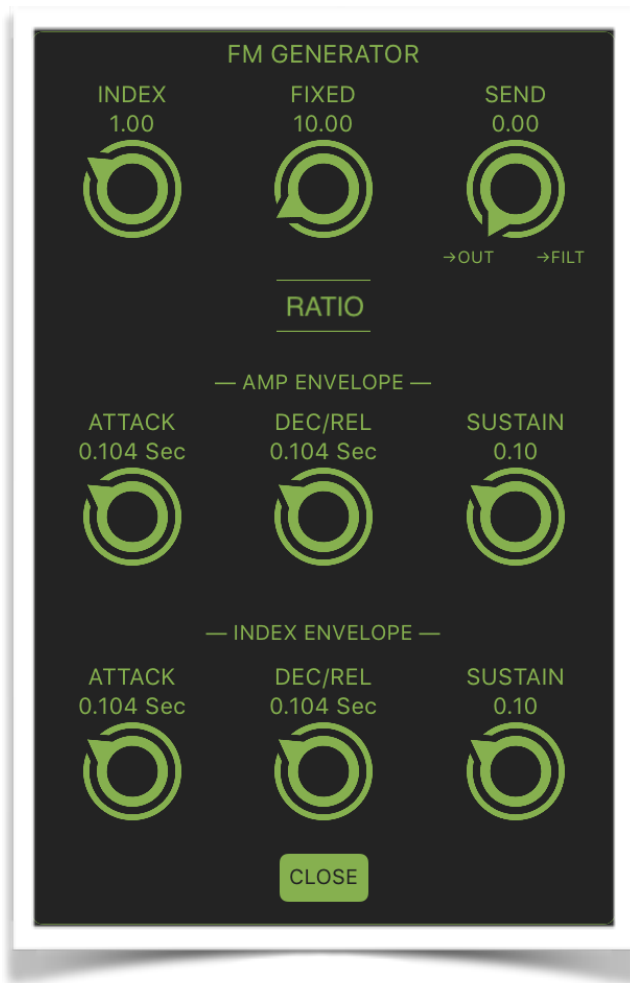 FM GENERATOR
INDEX FIXED SEND
1.00 10.00 0.00
→OUT →FILT
RATIO
— AMP ENVELOPE —
ATTACK DEC/REL SUSTAIN
0.104 Sec 0.104 Sec 0.10
— INDEX ENVELOPE —
ATTACK DEC/REL SUSTAIN
0.104 Sec 0.104 Sec 0.10
CLOSE